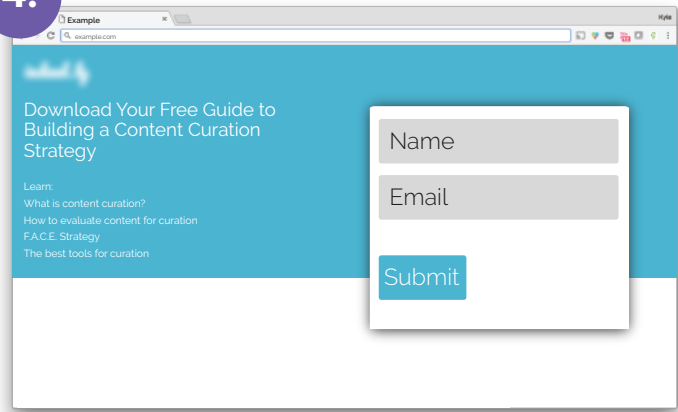 4.
Example
Kyle
example.com
Download Your Free Guide to
Building a Content Curation
Strategy
Learn:
What is content curation?
How to evaluate content for curation
F.A.C.E. Strategy
The best tools for curation
Name
Email
Submit